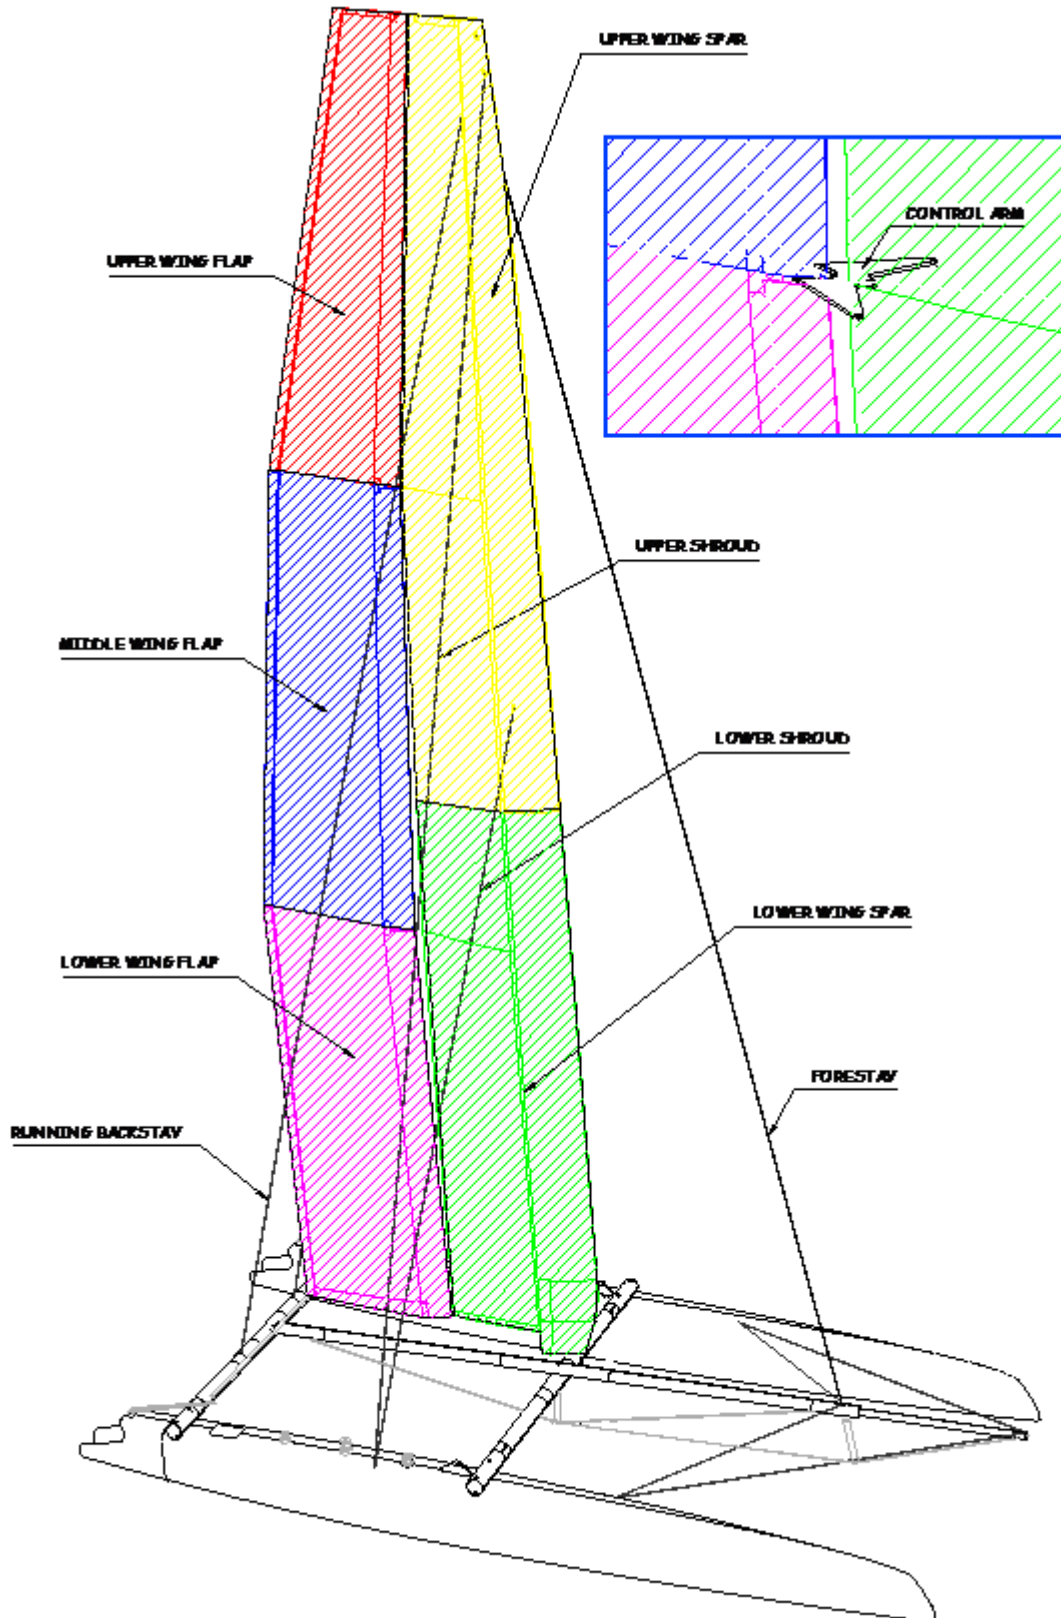 UPPER WING SPAR
CONTROL ARM
UPPER WING FLAP
UPPER SHROUD
MIDDLE WING FLAP
LOWER SHROUD
LOWER WING SPAR
LOWER WING FLAP
FORESTAY
RUNNING BACKSTAY